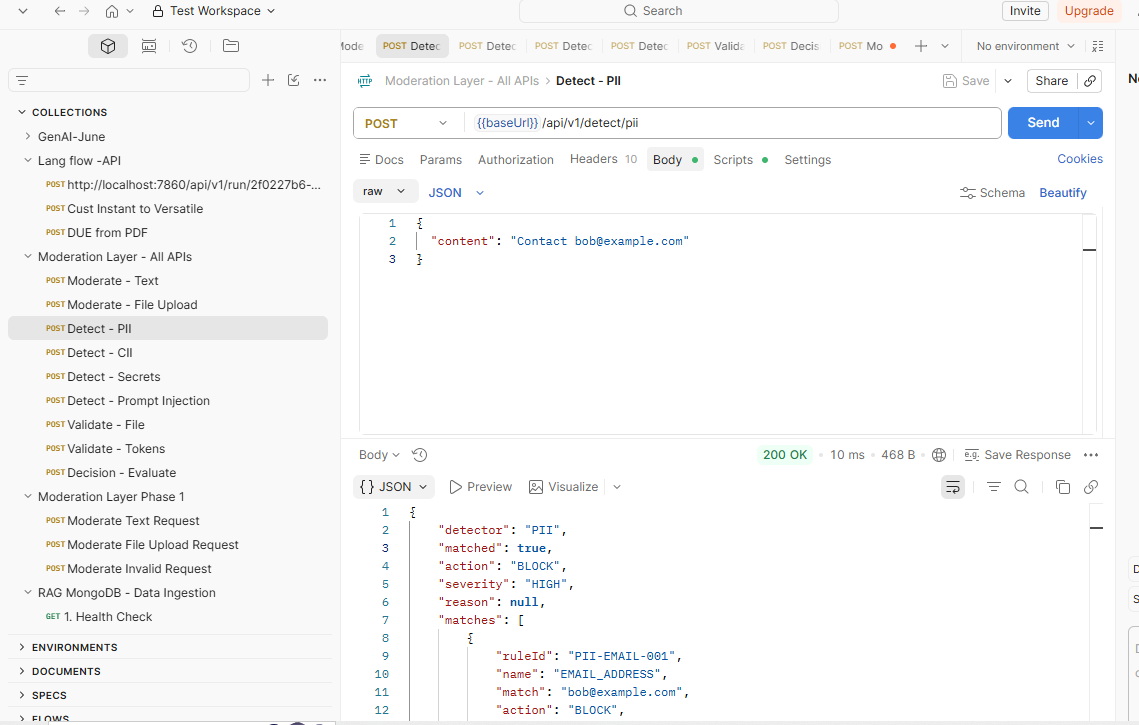 Test Workspace
Search
Invite
Upgrade
COLLECTIONS
GenAI-June
Lang flow -API
POST http://localhost:7860/api/v1/run/2f0227b6-...
POST Cust Instant to Versatile
POST DUE from PDF
Moderation Layer - All APIs
POST Moderate - Text
POST Moderate - File Upload
POST Detect - PII
POST Detect - CII
POST Detect - Secrets
POST Detect - Prompt Injection
POST Validate - File
POST Validate - Tokens
POST Decision - Evaluate
Moderation Layer Phase 1
POST Moderate Text Request
POST Moderate File Upload Request
POST Moderate Invalid Request
RAG MongoDB - Data Ingestion
GET 1. Health Check
ENVIRONMENTS
DOCUMENTS
SPECS
FLOWS
Mode POST Detec POST Detec POST Detec POST Detec POST Valida POST Decis POST Mo No environment
HTTP Moderation Layer - All APIs > Detect - PII Save Share
POST {{baseUrl}} /api/v1/detect/pii Send
Docs Params Authorization Headers 10 Body Scripts Settings Cookies
raw JSON Schema Beautify
1 {
2 "content": "Contact bob@example.com"
3 }
Body 200 OK • 10 ms • 468 B e.g. Save Response
{} JSON Preview Visualize
1 {
2 "detector": "PII",
3 "matched": true,
4 "action": "BLOCK",
5 "severity": "HIGH",
6 "reason": null,
7 "matches": [
8 {
9 "ruleId": "PII-EMAIL-001",
10 "name": "EMAIL_ADDRESS",
11 "match": "bob@example.com",
12 "action": "BLOCK",